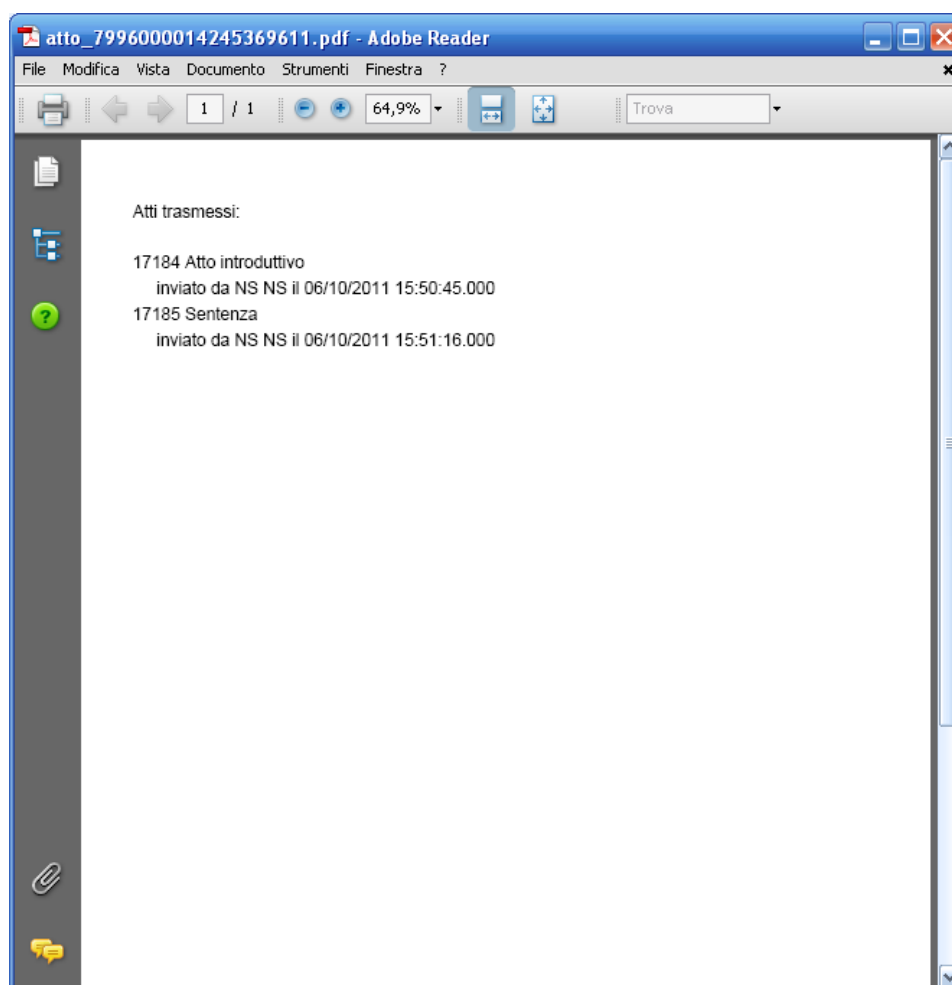 atto_7996000014245369611.pdf - Adobe Reader
File Modifica Vista Documento Strumenti Finestra ?
1 / 1 64,9% Trova
Atti trasmessi:
17184 Atto introduttivo
inviato da NS NS il 06/10/2011 15:50:45.000
17185 Sentenza
inviato da NS NS il 06/10/2011 15:51:16.000